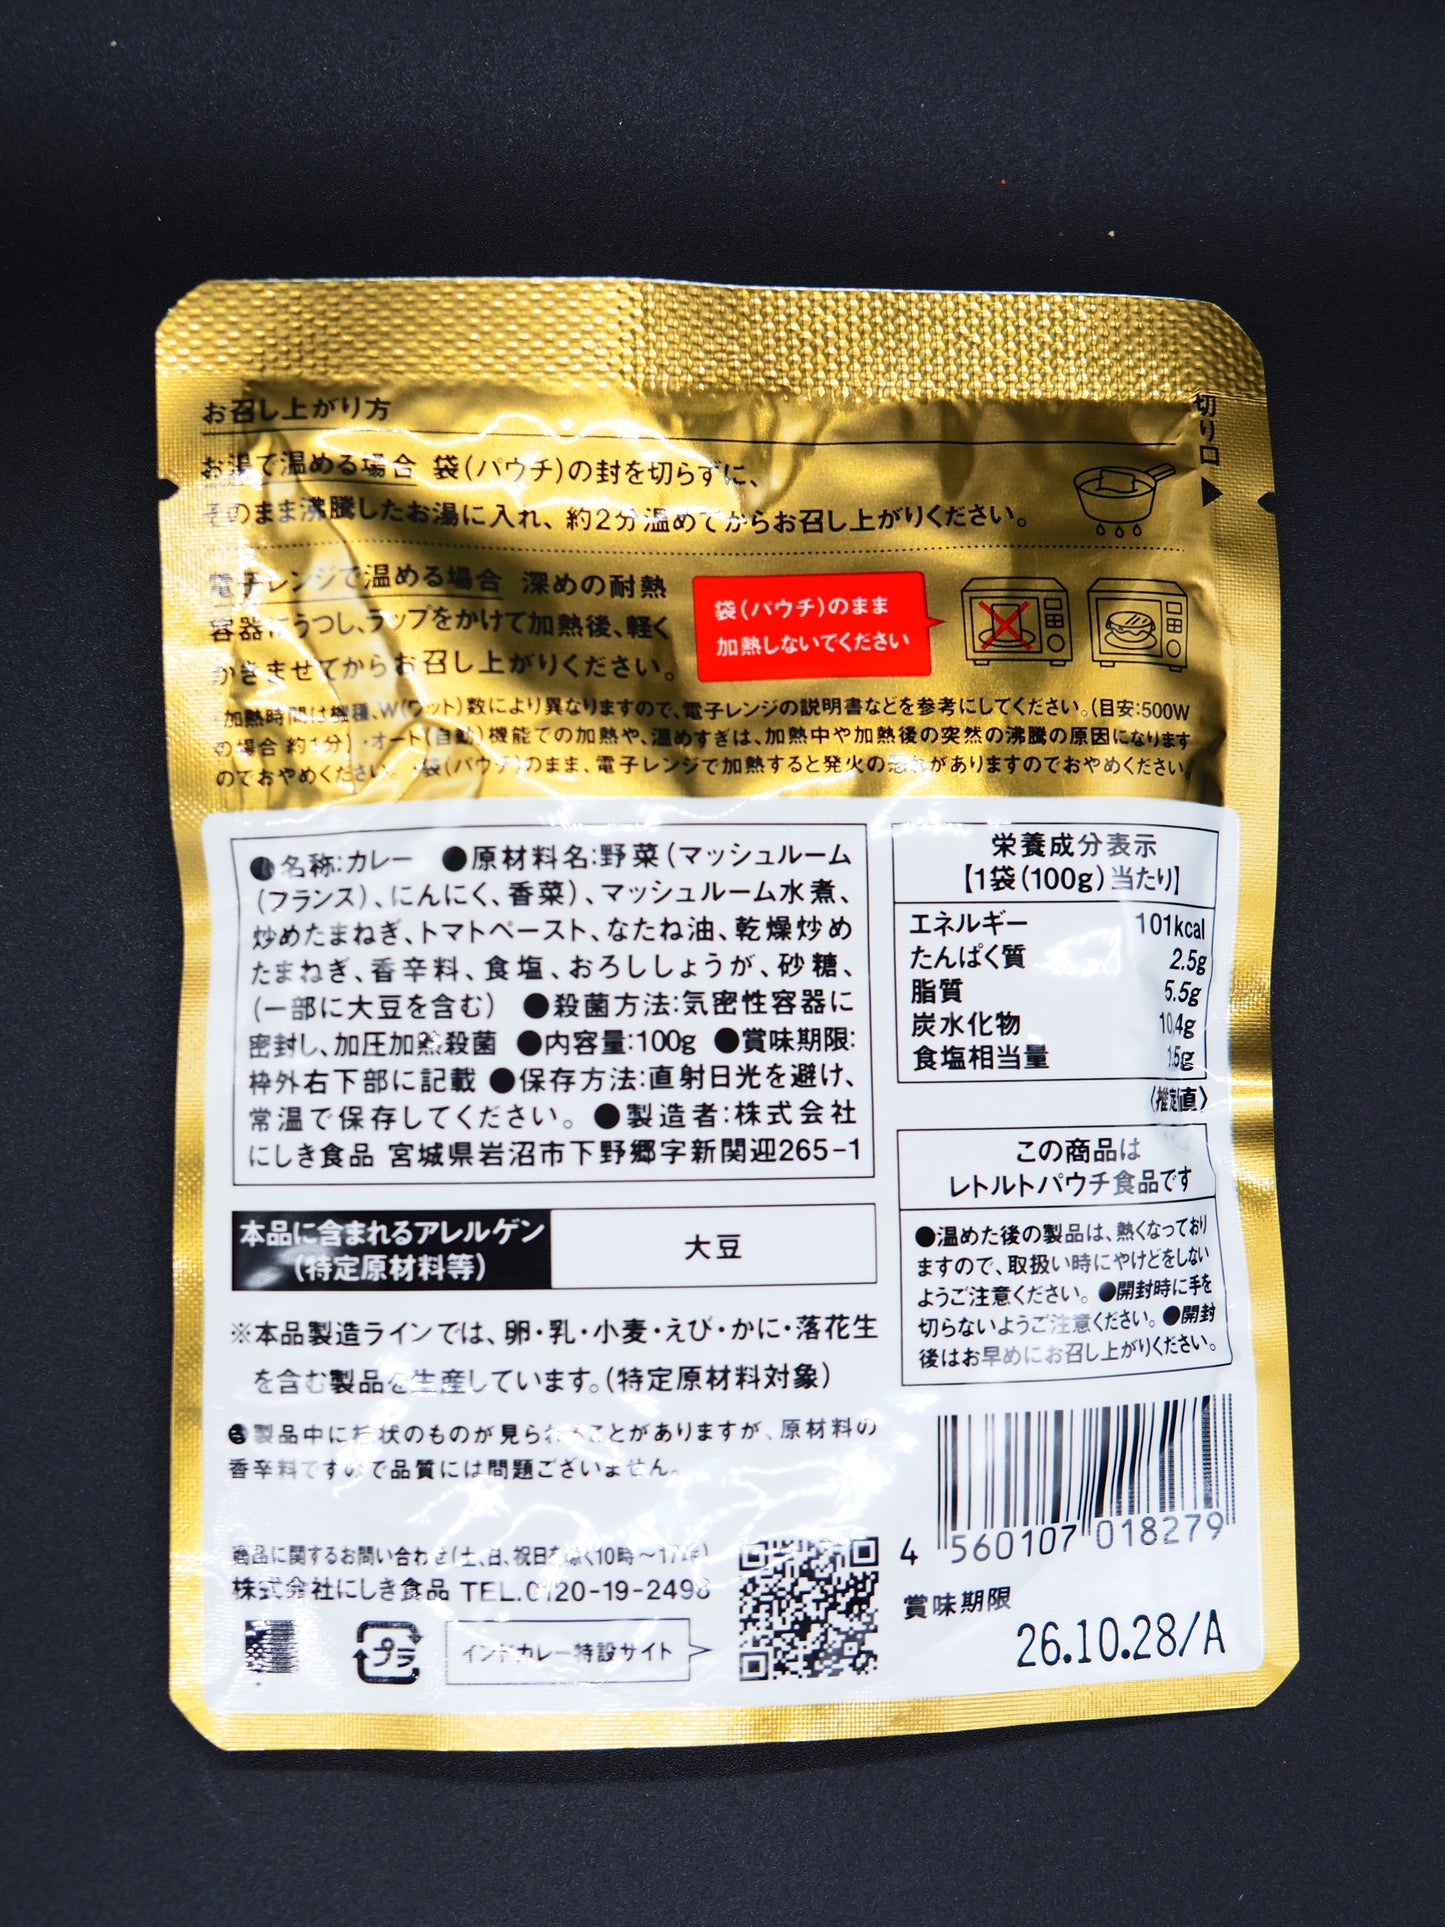 お召し上がり方
切り口▶
お湯で温める場合 袋(パウチ)の封を切らずに、
そのまま沸騰したお湯に入れ、約2分温めてからお召し上がりください。
電子レンジで温める場合 深めの耐熱
容器にうつし、ラップをかけて加熱後、軽く
かきませてからお召し上がりください。
袋(パウチ)のまま
加熱しないでください
・加熱時間は機種、W(ワット)数により異なりますので、電子レンジの説明書などを参考にしてください。(目安:500W
の場合 約1分) ・オート(自動)機能での加熱や、温めすぎは、加熱中や加熱後の突然の沸騰の原因になります
のでおやめください。 ・袋(パウチ)のまま、電子レンジで加熱すると発火の恐れがありますのでおやめください。
●名称:カレー ●原材料名:野菜(マッシュルーム
(フランス)、にんにく、香菜)、マッシュルーム水煮、
炒めたまねぎ、トマトペースト、なたね油、乾燥炒め
たまねぎ、香辛料、食塩、おろししょうが、砂糖、
(一部に大豆を含む) ●殺菌方法:気密性容器に
密封し、加圧加熱殺菌 ●内容量:100g ●賞味期限:
枠外右下部に記載 ●保存方法:直射日光を避け、
常温で保存してください。 ●製造者:株式会社
にしき食品 宮城県岩沼市下野郷字新関迎265-1
栄養成分表示
【1袋(100g)当たり】
エネルギー 101kcal
たんぱく質 2.5g
脂質 5.5g
炭水化物 10.4g
食塩相当量 1.5g
(推定値)
この商品は
レトルトパウチ食品です
●温めた後の製品は、熱くなっており
ますので、取扱い時にやけどをしない
ようご注意ください。 ●開封時に手を
切らないようご注意ください。 ●開封
後はお早めにお召し上がりください。
本品に含まれるアレルゲン
(特定原材料等)
大豆
※本品製造ラインでは、卵・乳・小麦・えび・かに・落花生
を含む製品を生産しています。(特定原材料対象)
●製品中に粒状のものが見られることがありますが、原材料の
香辛料ですので品質には問題ございません。
商品に関するお問い合わせ(土、日、祝日を除く10時～17時)
株式会社にしき食品 TEL.0120-19-2498
プラ
インドカレー特設サイト
4 560107 018279
賞味期限
26.10.28/A